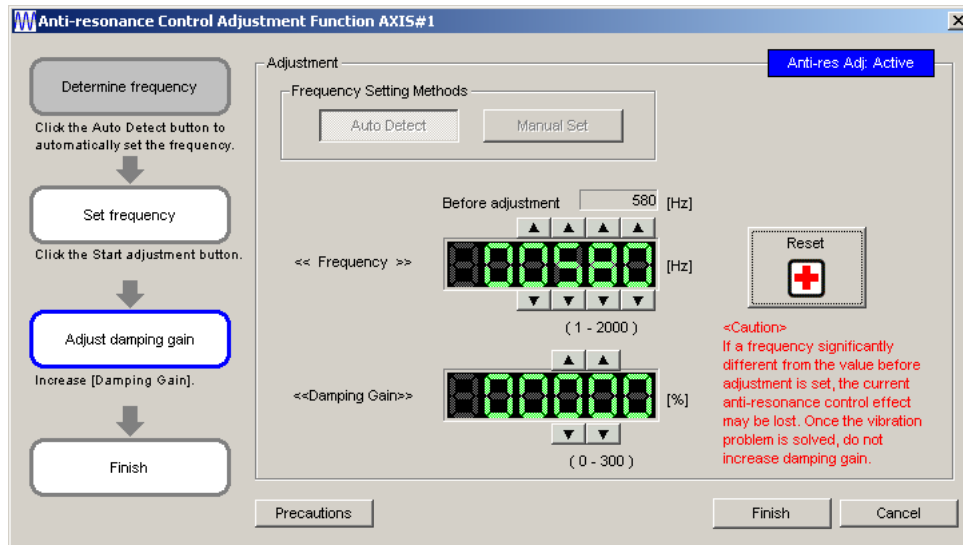 Anti-resonance Control Adjustment Function AXIS#1
Determine frequency
Click the Auto Detect button to
automatically set the frequency.
Set frequency
Click the Start adjustment button.
Adjust damping gain
Increase [Damping Gain].
Finish
Adjustment
Anti-res Adj: Active
Frequency Setting Methods
Auto Detect
Manual Set
Before adjustment 580 [Hz]
<< Frequency >> 00580 [Hz]
( 1 - 2000 )
<<Damping Gain>> 00000 [%]
( 0 - 300 )
Reset
<Caution>
If a frequency significantly
different from the value before
adjustment is set, the current
anti-resonance control effect
may be lost. Once the vibration
problem is solved, do not
increase damping gain.
Precautions
Finish
Cancel